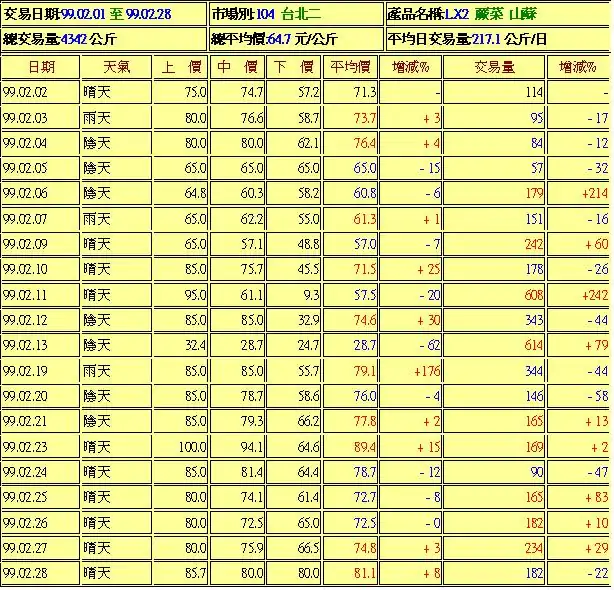 交易日期:99.02.01 至 99.02.28 市場別:104 台北二 產品名稱:LX2 蕨菜 山蘇
總交易量:4342 公斤 總平均價:64.7 元/公斤 平均日交易量:217.1 公斤/日
日期 天氣 上 價 中 價 下 價 平均價 增減% 交易量 增減%
99.02.02 晴天 75.0 74.7 57.2 71.3 - 114 -
99.02.03 雨天 80.0 76.6 58.7 73.7 + 3 95 - 17
99.02.04 陰天 80.0 80.0 62.1 76.4 + 4 84 - 12
99.02.05 陰天 65.0 65.0 65.0 65.0 - 15 57 - 32
99.02.06 陰天 64.8 60.3 58.2 60.8 - 6 179 +214
99.02.07 雨天 65.0 62.2 55.0 61.3 + 1 151 - 16
99.02.09 晴天 65.0 57.1 48.8 57.0 - 7 242 + 60
99.02.10 晴天 85.0 75.7 45.5 71.5 + 25 178 - 26
99.02.11 晴天 95.0 61.1 9.3 57.5 - 20 608 +242
99.02.12 陰天 85.0 85.0 32.9 74.6 + 30 343 - 44
99.02.13 陰天 32.4 28.7 24.7 28.7 - 62 614 + 79
99.02.19 雨天 85.0 85.0 55.7 79.1 +176 344 - 44
99.02.20 陰天 85.0 78.7 58.6 76.0 - 4 146 - 58
99.02.21 陰天 85.0 79.3 66.2 77.8 + 2 165 + 13
99.02.23 晴天 100.0 94.1 64.6 89.4 + 15 169 + 2
99.02.24 晴天 85.0 81.4 64.4 78.7 - 12 90 - 47
99.02.25 晴天 80.0 74.1 61.4 72.7 - 8 165 + 83
99.02.26 晴天 80.0 72.5 65.0 72.5 - 0 182 + 10
99.02.27 晴天 80.0 75.9 66.5 74.8 + 3 234 + 29
99.02.28 晴天 85.7 80.0 80.0 81.1 + 8 182 - 22